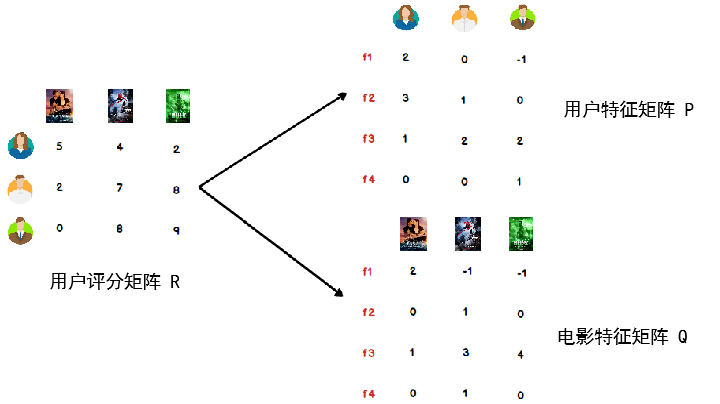 f1 2 0 -1
f2 3 1 0
f3 1 2 2
f4 0 0 1
用户特征矩阵 P
5 4 2
2 7 8
0 8 9
用户评分矩阵 R
f1 2 -1 -1
f2 0 1 0
f3 1 3 4
f4 0 1 0
电影特征矩阵 Q